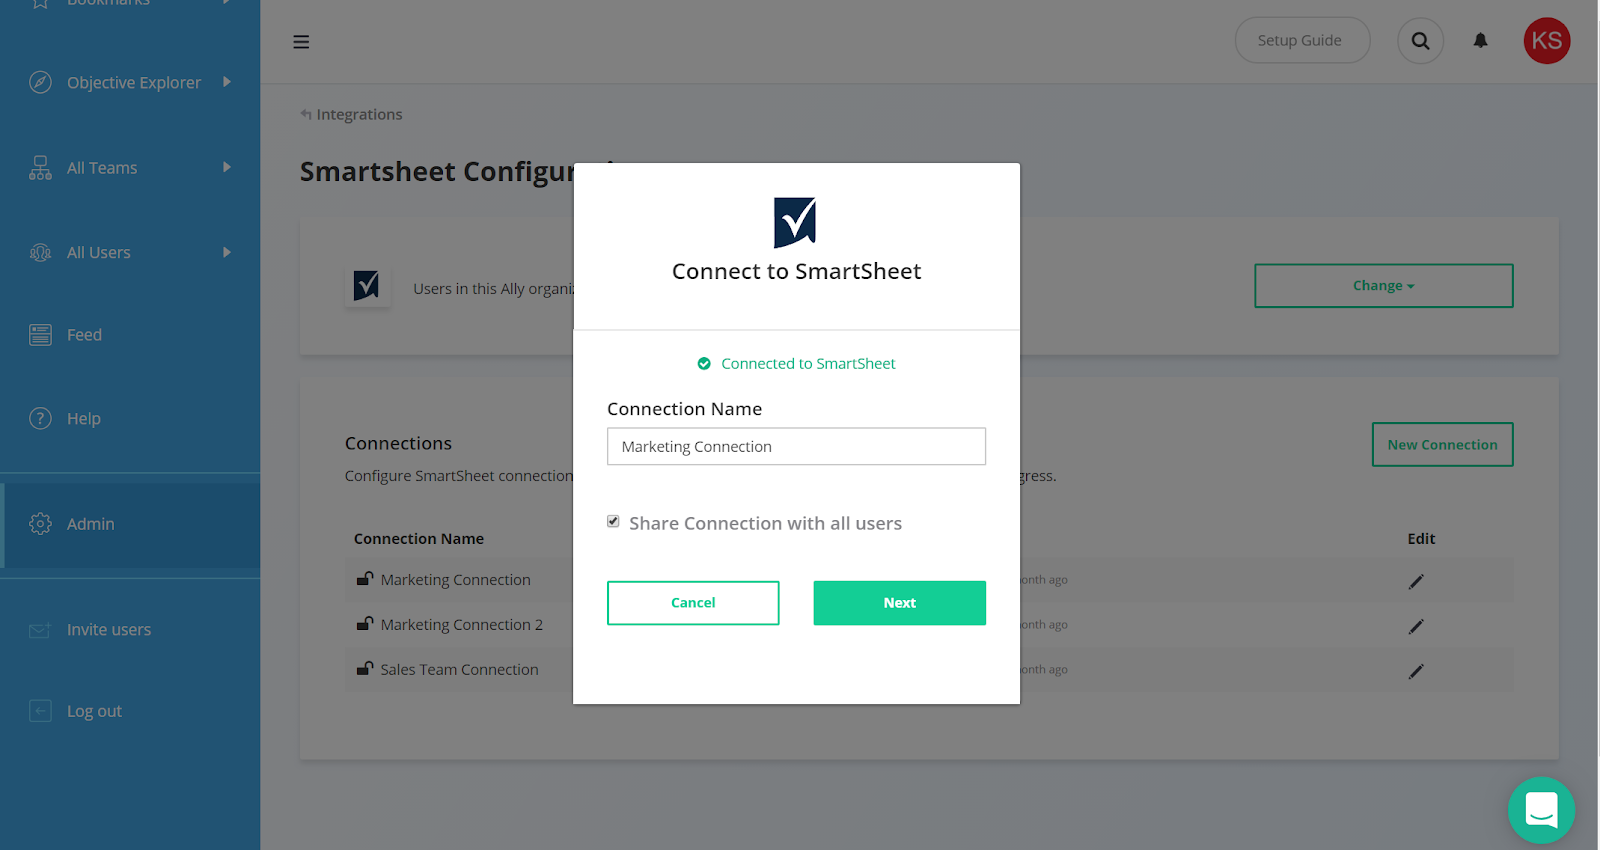 Bookmarks
Objective Explorer
All Teams
All Users
Feed
? Help
Admin
Invite users
Log out
Setup Guide
KS
Integrations
Smartsheet Configur
Users in this Ally organiz
Change
Connections
New Connection
Configure SmartSheet connection
gress.
Connection Name
Edit
Marketing Connection
onth ago
Marketing Connection 2
onth ago
Sales Team Connection
onth ago
Connect to SmartSheet
Connected to SmartSheet
Connection Name
Marketing Connection
Share Connection with all users
Cancel
Next